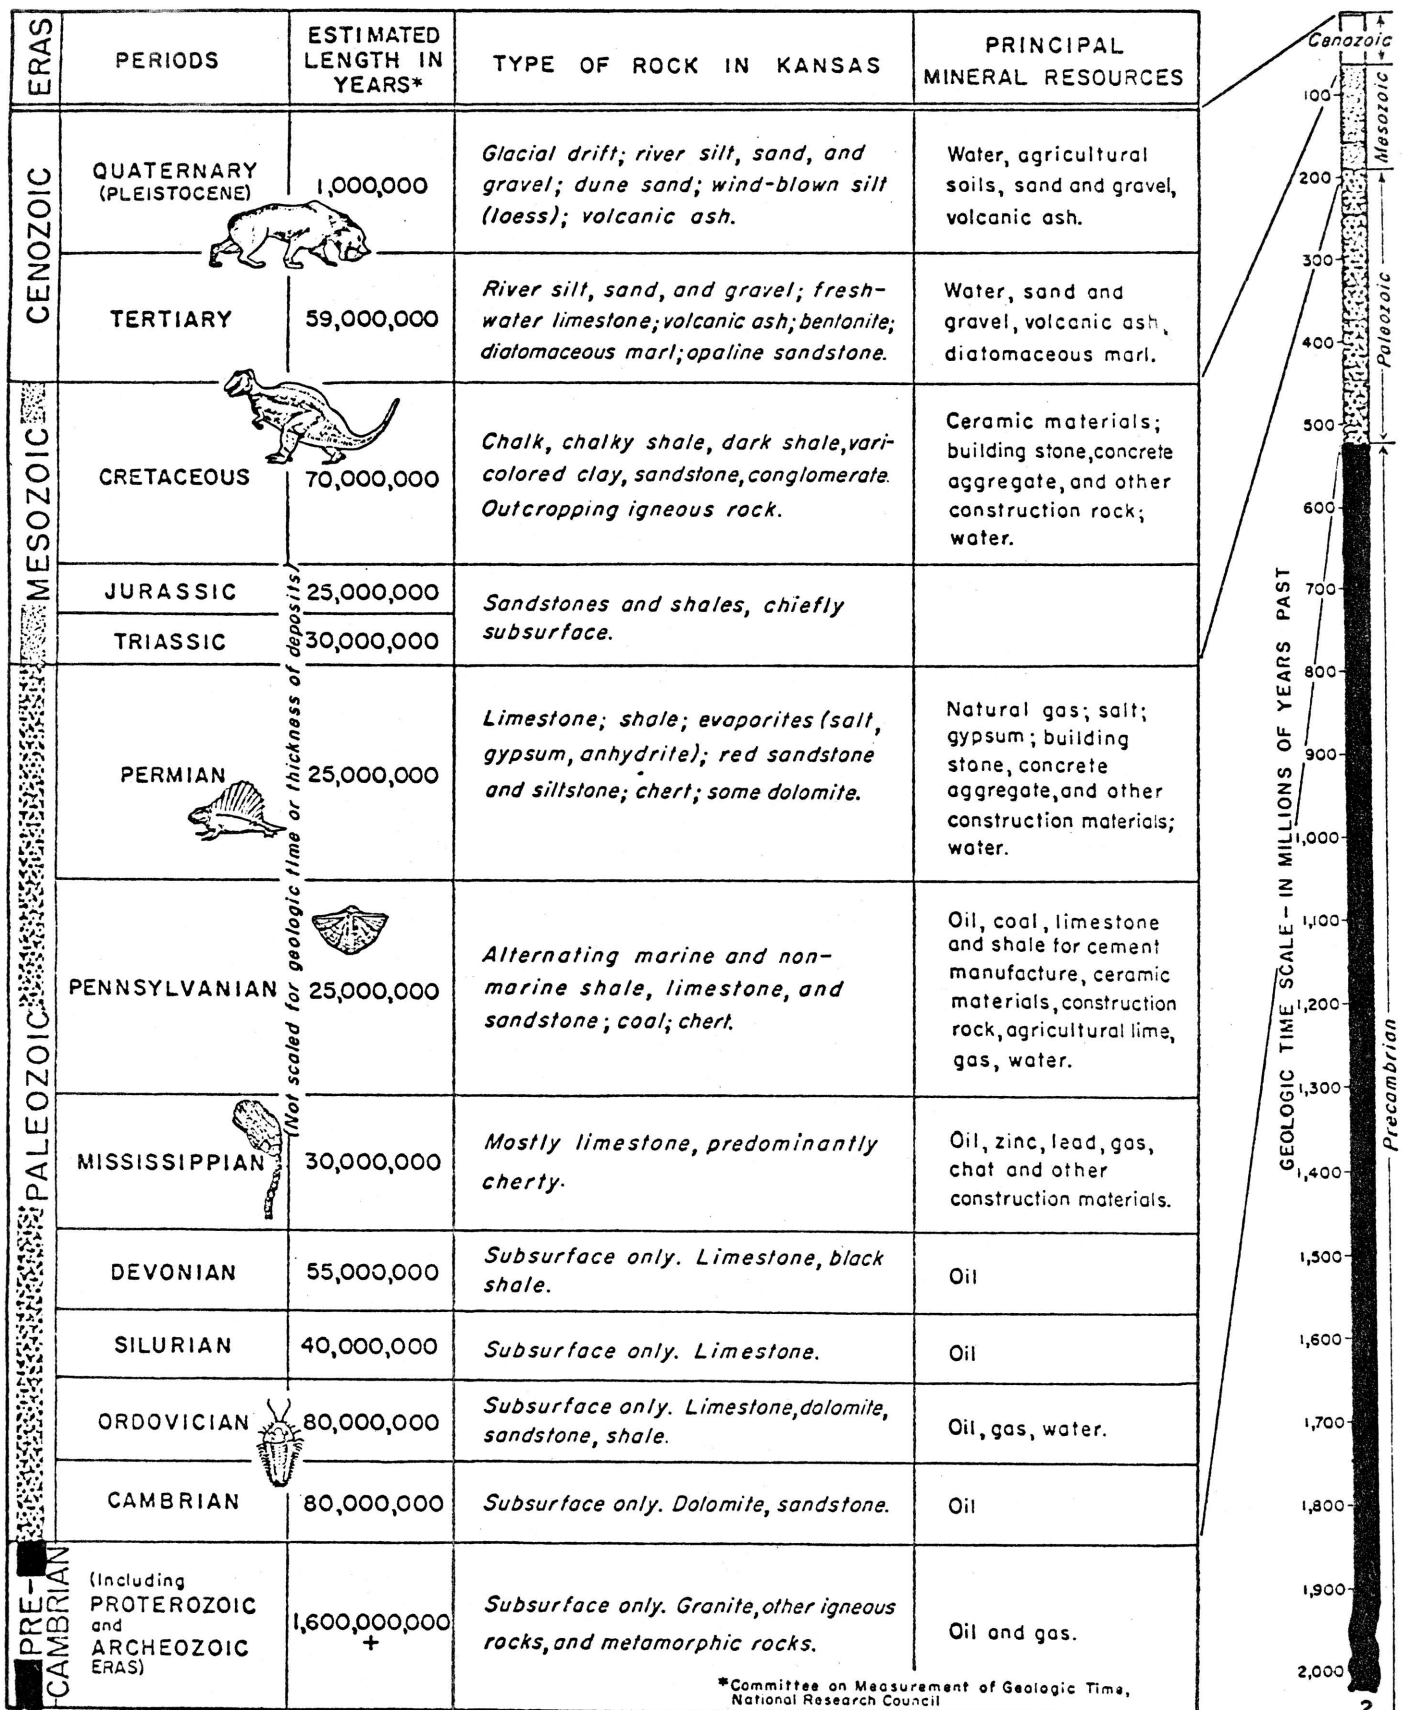 ERAS
PERIODS
ESTIMATED
LENGTH IN
YEARS*
TYPE OF ROCK IN KANSAS
PRINCIPAL
MINERAL RESOURCES
CENOZOIC
QUATERNARY
(PLEISTOCENE)
1,000,000
Glacial drift; river silt, sand, and
gravel; dune sand; wind-blown silt
(loess); volcanic ash.
Water, agricultural
soils, sand and gravel,
volcanic ash.
TERTIARY
59,000,000
River silt, sand, and gravel; fresh-
water limestone; volcanic ash; bentonite;
diatomaceous marl; opaline sandstone.
Water, sand and
gravel, volcanic ash,
diatomaceous marl.
MESOZOIC
CRETACEOUS
70,000,000
Chalk, chalky shale, dark shale, vari-
colored clay, sandstone, conglomerate.
Outcropping igneous rock.
Ceramic materials;
building stone, concrete
aggregate, and other
construction rock;
water.
JURASSIC
25,000,000
TRIASSIC
30,000,000
Sandstones and shales, chiefly
subsurface.
(Not scaled for geologic time or thickness of deposits)
PALEOZOIC
PERMIAN
25,000,000
Limestone; shale; evaporites (salt,
gypsum, anhydrite); red sandstone
and siltstone; chert; some dolomite.
Natural gas; salt;
gypsum; building
stone, concrete
aggregate, and other
construction materials;
water.
PENNSYLVANIAN
25,000,000
Alternating marine and non-
marine shale, limestone, and
sandstone; coal; chert.
Oil, coal, limestone
and shale for cement
manufacture, ceramic
materials, construction
rock, agricultural lime,
gas, water.
MISSISSIPPIAN
30,000,000
Mostly limestone, predominantly
cherty.
Oil, zinc, lead, gas,
chat and other
construction materials.
DEVONIAN
55,000,000
Subsurface only. Limestone, black
shale.
Oil
SILURIAN
40,000,000
Subsurface only. Limestone.
Oil
ORDOVICIAN
80,000,000
Subsurface only. Limestone, dolomite,
sandstone, shale.
Oil, gas, water.
CAMBRIAN
80,000,000
Subsurface only. Dolomite, sandstone.
Oil
PRE-
CAMBRIAN
(Including
PROTEROZOIC
and
ARCHEOZOIC
ERAS)
1,600,000,000
+
Subsurface only. Granite, other igneous
rocks, and metamorphic rocks.
Oil and gas.
*Committee on Measurement of Geologic Time,
National Research Council
GEOLOGIC TIME SCALE - IN MILLIONS OF YEARS PAST
Cenozoic
Mesozoic
Paleozoic
Precambrian
100
200
300
400
500
600
700
800
900
1,000
1,100
1,200
1,300
1,400
1,500
1,600
1,700
1,800
1,900
2,000
?